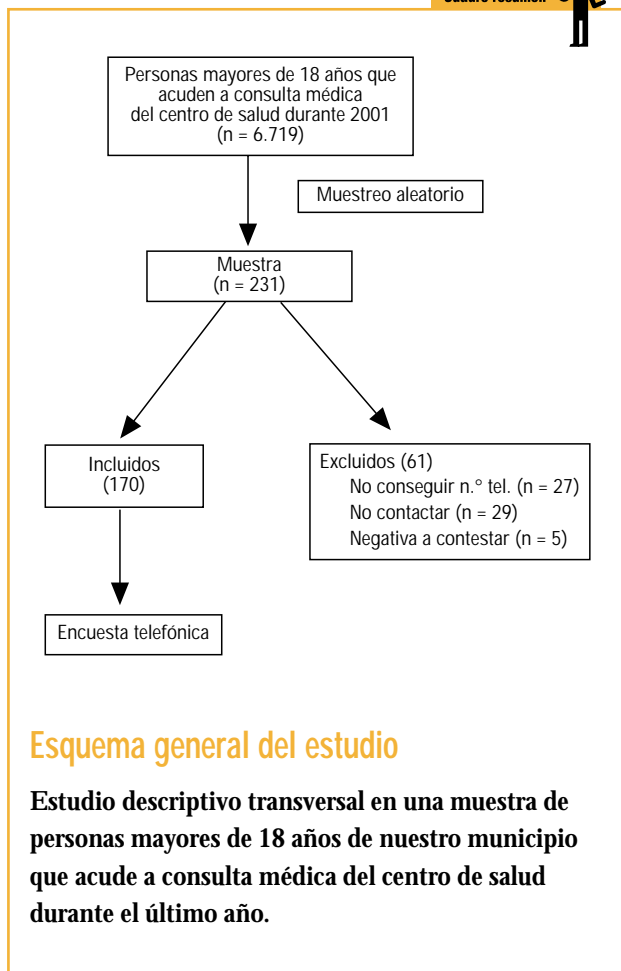 Personas mayores de 18 años que
acuden a consulta médica
del centro de salud durante 2001
(n = 6.719)
Muestreo aleatorio
Muestra
(n = 231)
Incluidos
(170)
Excluidos (61)
No conseguir n.° tel. (n = 27)
No contactar (n = 29)
Negativa a contestar (n = 5)
Encuesta telefónica
Esquema general del estudio
Estudio descriptivo transversal en una muestra de
personas mayores de 18 años de nuestro municipio
que acude a consulta médica del centro de salud
durante el último año.